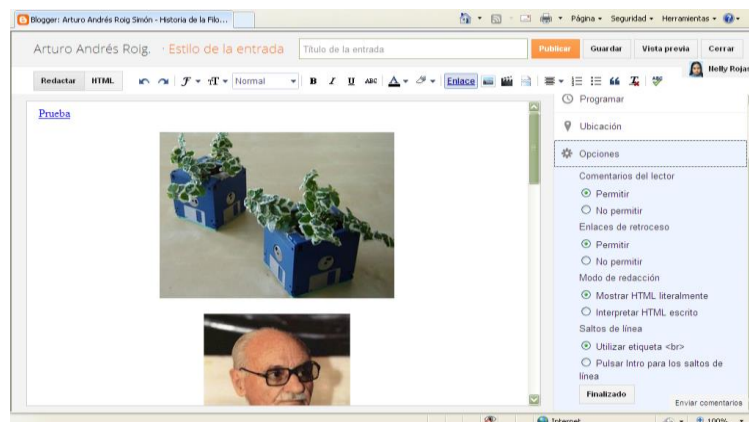 Blogger: Arturo Andrés Roig Simón - Historia de la Filo...
Página Seguridad Herramientas
Arturo Andrés Roig. · Estilo de la entrada Título de la entrada Publicar Guardar Vista previa Cerrar
Nelly Rojas
Redactar HTML Normal B I U ABC A Enlace
Prueba
Programar
Ubicación
Opciones
Comentarios del lector
Permitir
No permitir
Enlaces de retroceso
Permitir
No permitir
Modo de redacción
Mostrar HTML literalmente
Interpretar HTML escrito
Saltos de línea
Utilizar etiqueta <br>
Pulsar Intro para los saltos de
línea
Finalizado
Enviar comentarios
Internet 100%